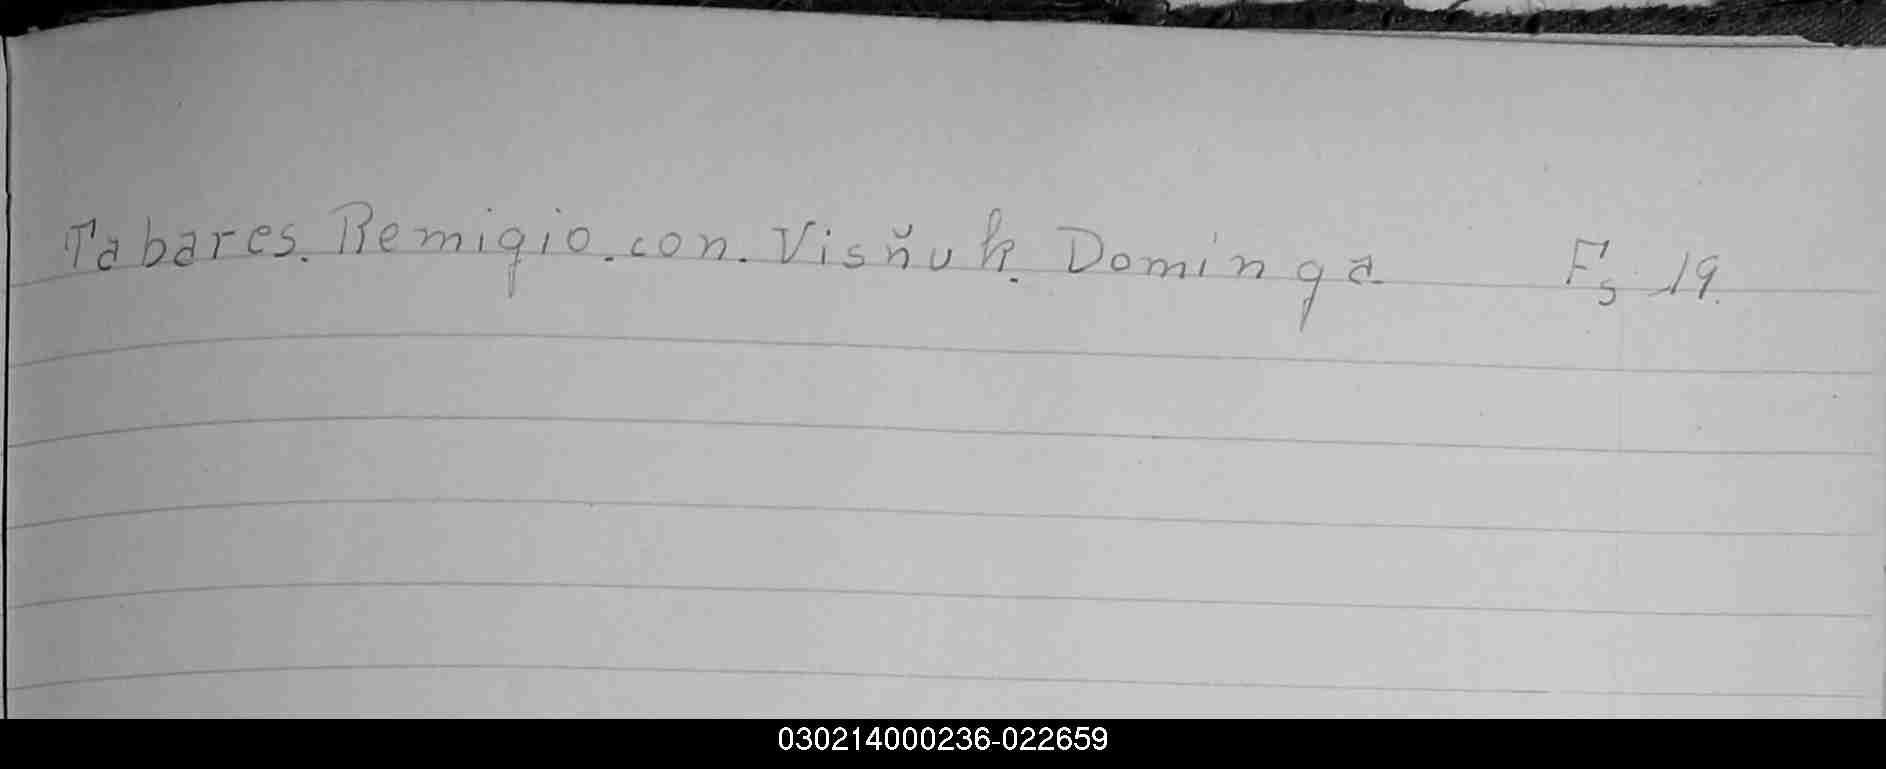 Tabares. Remigio. con. Visñuk. Dominga Fs 19.
030214000236-022659